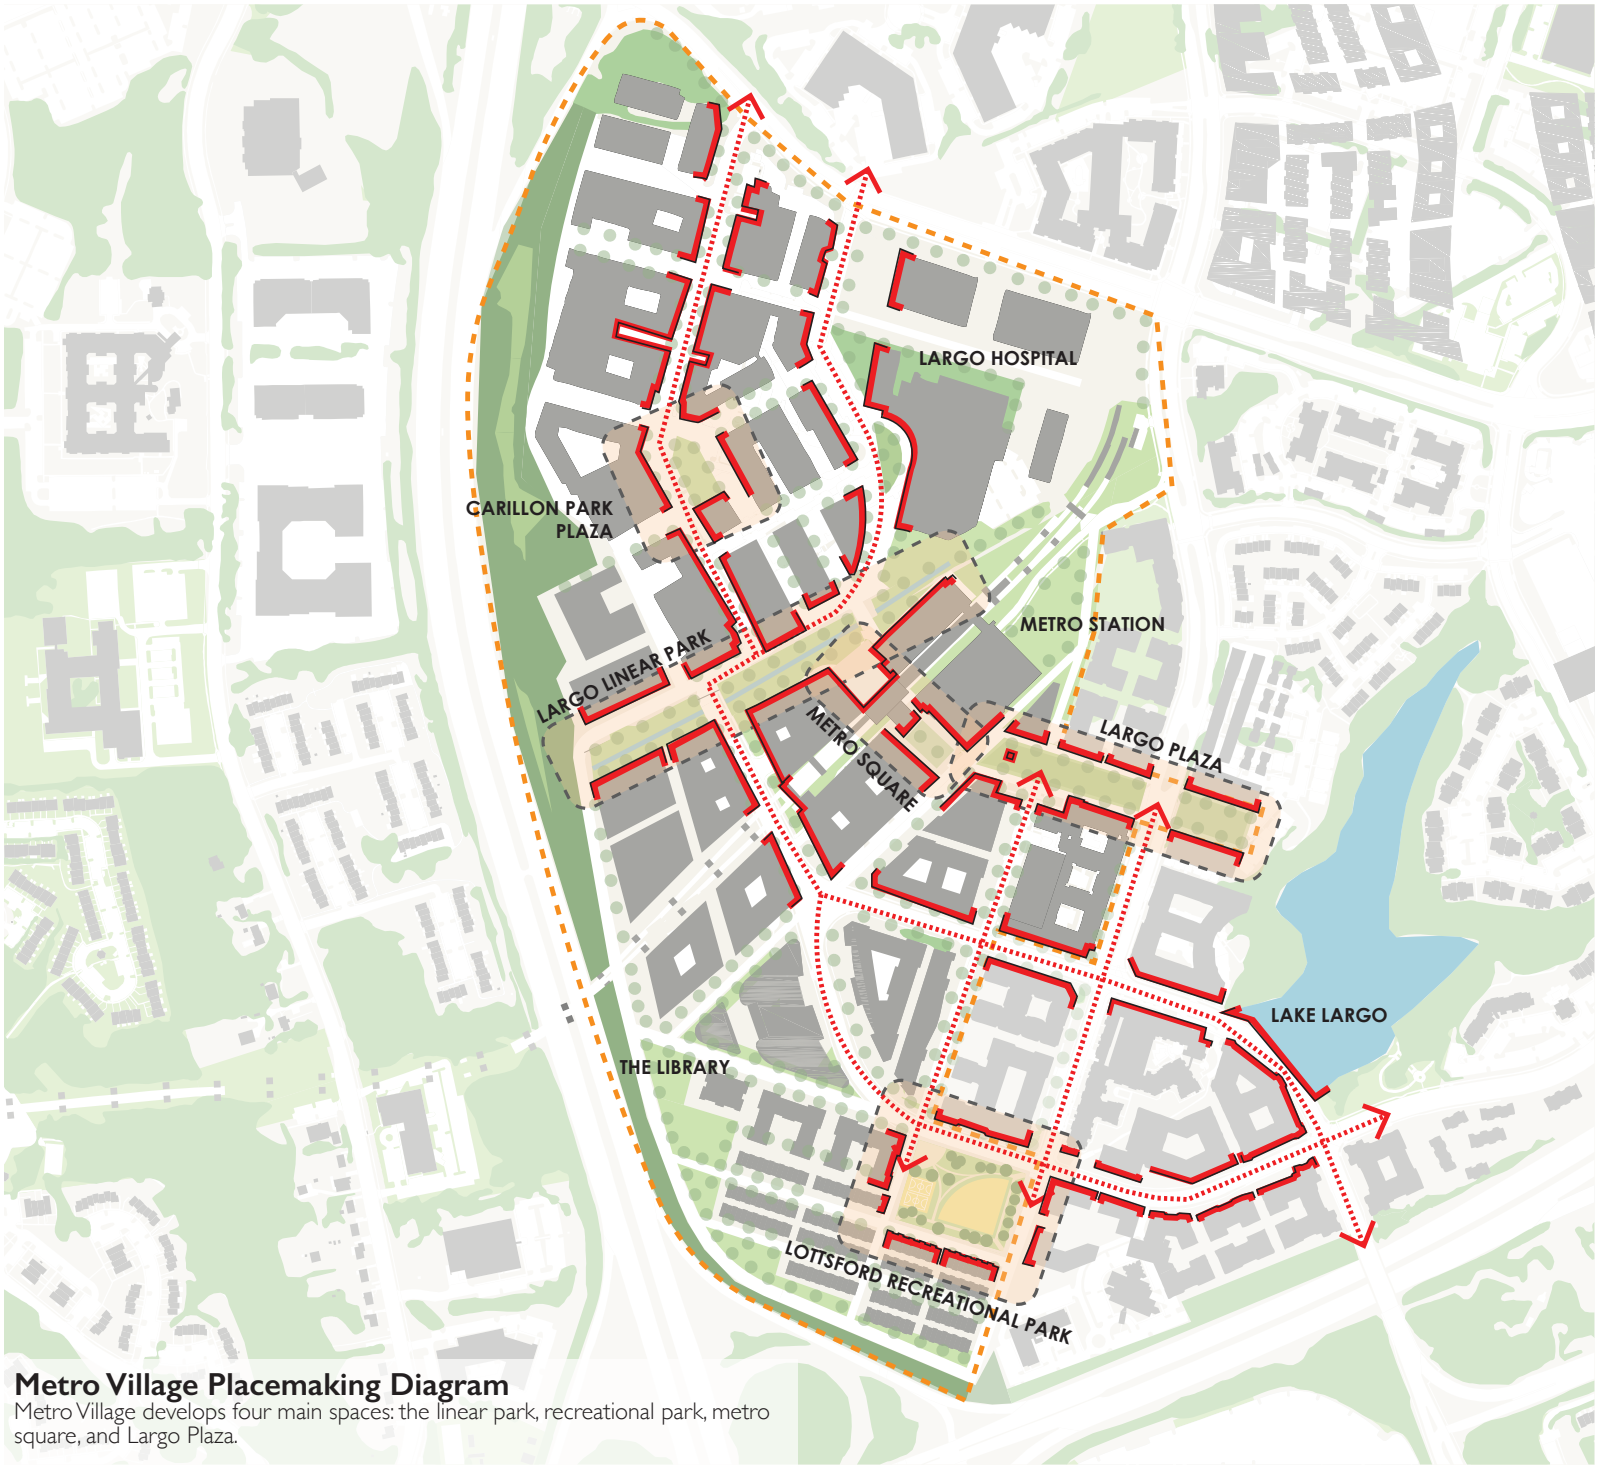 LARGO HOSPITAL
CARILLON PARK
PLAZA
METRO STATION
LARGO LINEAR PARK
METRO SQUARE
LARGO PLAZA
LAKE LARGO
THE LIBRARY
LOTTSFORD RECREATIONAL PARK
Metro Village Placemaking Diagram
Metro Village develops four main spaces: the linear park, recreational park, metro
square, and Largo Plaza.